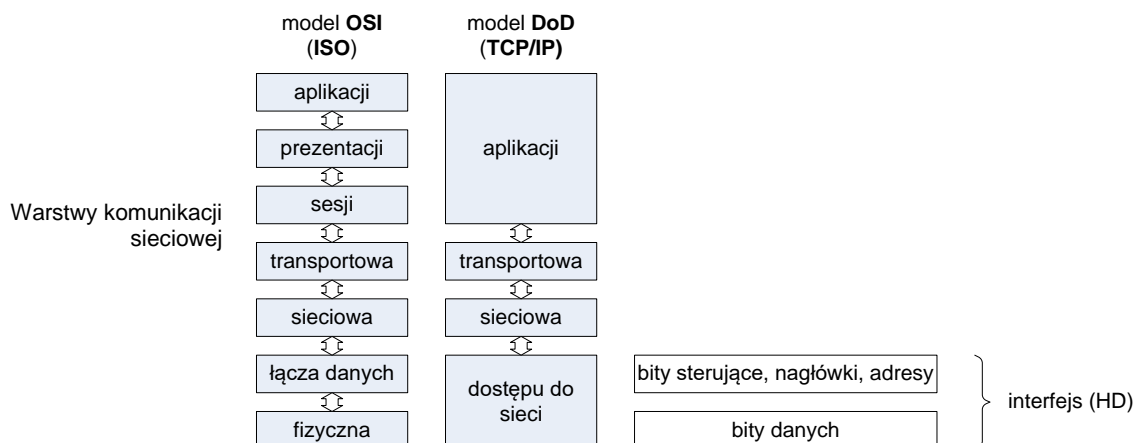 model OSI
(ISO)
model DoD
(TCP/IP)
aplikacji
prezentacji
sesji
transportowa
sieciowa
łącza danych
fizyczna
aplikacji
transportowa
sieciowa
dostępu do
sieci
Warstwy komunikacji
sieciowej
bity sterujące, nagłówki, adresy
bity danych
interfejs (HD)